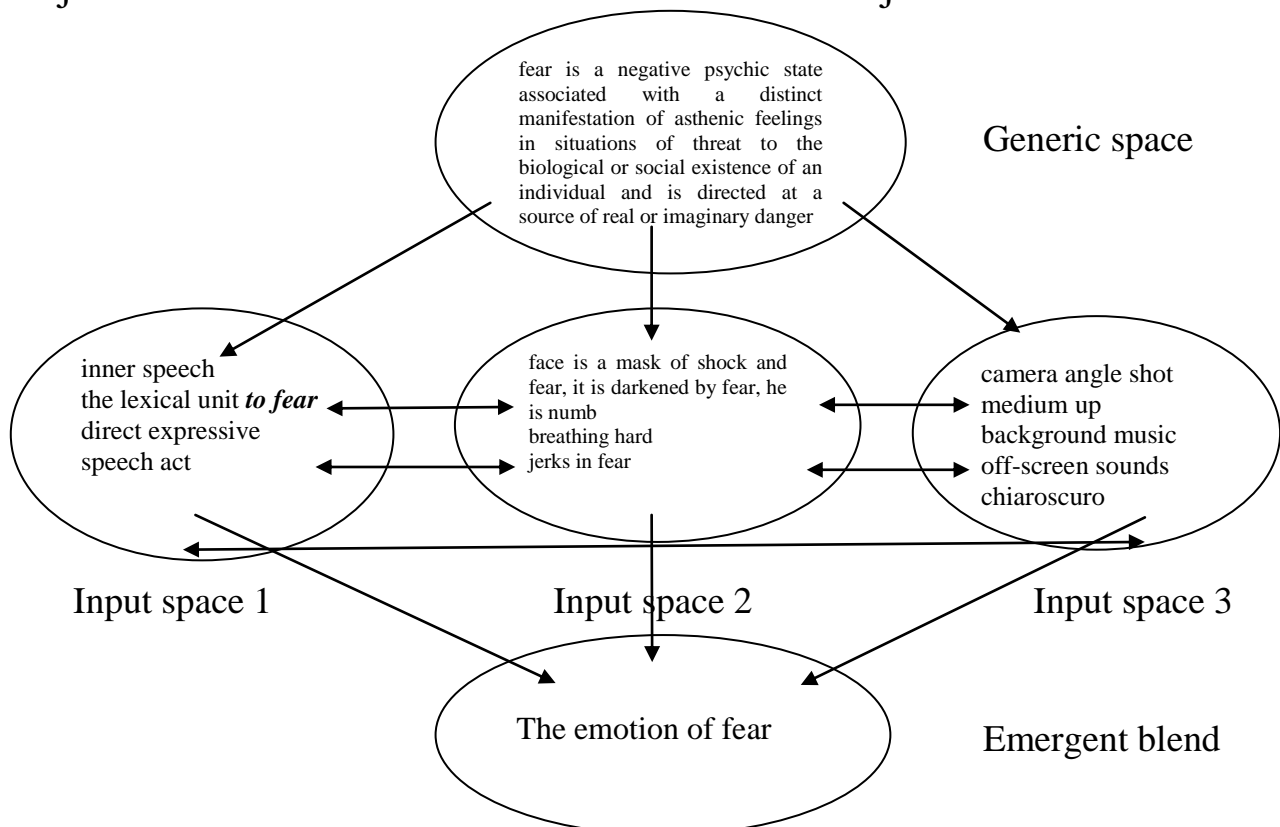 fear is a negative psychic state
associated with a distinct
manifestation of asthenic feelings
in situations of threat to the
biological or social existence of an
individual and is directed at a
source of real or imaginary danger
Generic space
inner speech
the lexical unit to fear
direct expressive
speech act
face is a mask of shock and
fear, it is darkened by fear, he
is numb
breathing hard
jerks in fear
camera angle shot
medium up
background music
off-screen sounds
chiaroscuro
Input space 1
Input space 2
Input space 3
The emotion of fear
Emergent blend